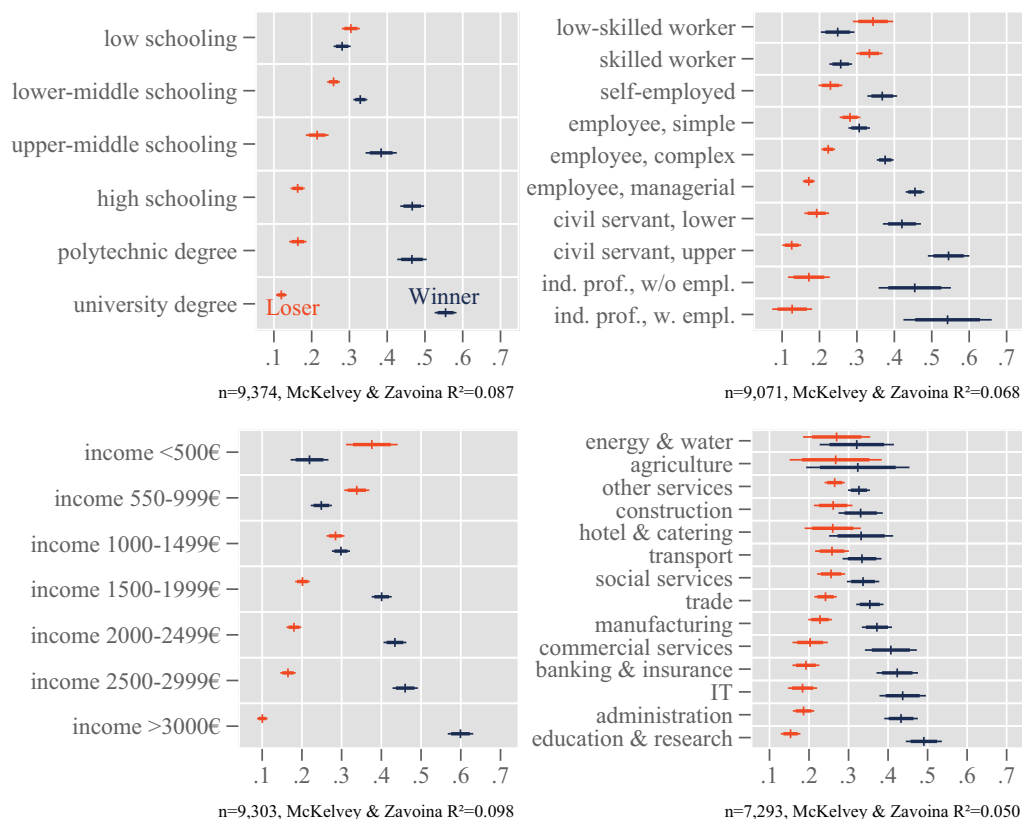 low schooling
lower-middle schooling
upper-middle schooling
high schooling
polytechnic degree
university degree
Loser
Winner
.1 .2 .3 .4 .5 .6 .7
n=9,374, McKelvey & Zavoina R²=0.087
low-skilled worker
skilled worker
self-employed
employee, simple
employee, complex
employee, managerial
civil servant, lower
civil servant, upper
ind. prof., w/o empl.
ind. prof., w. empl.
.1 .2 .3 .4 .5 .6 .7
n=9,071, McKelvey & Zavoina R²=0.068
income <500€
income 550-999€
income 1000-1499€
income 1500-1999€
income 2000-2499€
income 2500-2999€
income >3000€
.1 .2 .3 .4 .5 .6 .7
n=9,303, McKelvey & Zavoina R²=0.098
energy & water
agriculture
other services
construction
hotel & catering
transport
social services
trade
manufacturing
commercial services
banking & insurance
IT
administration
education & research
.1 .2 .3 .4 .5 .6 .7
n=7,293, McKelvey & Zavoina R²=0.050